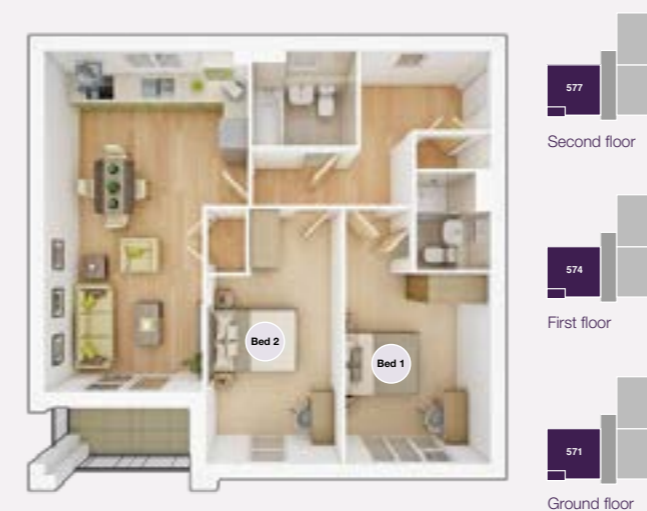 577
Second floor
Bed 2
Bed 1
574
First floor
571
Ground floor